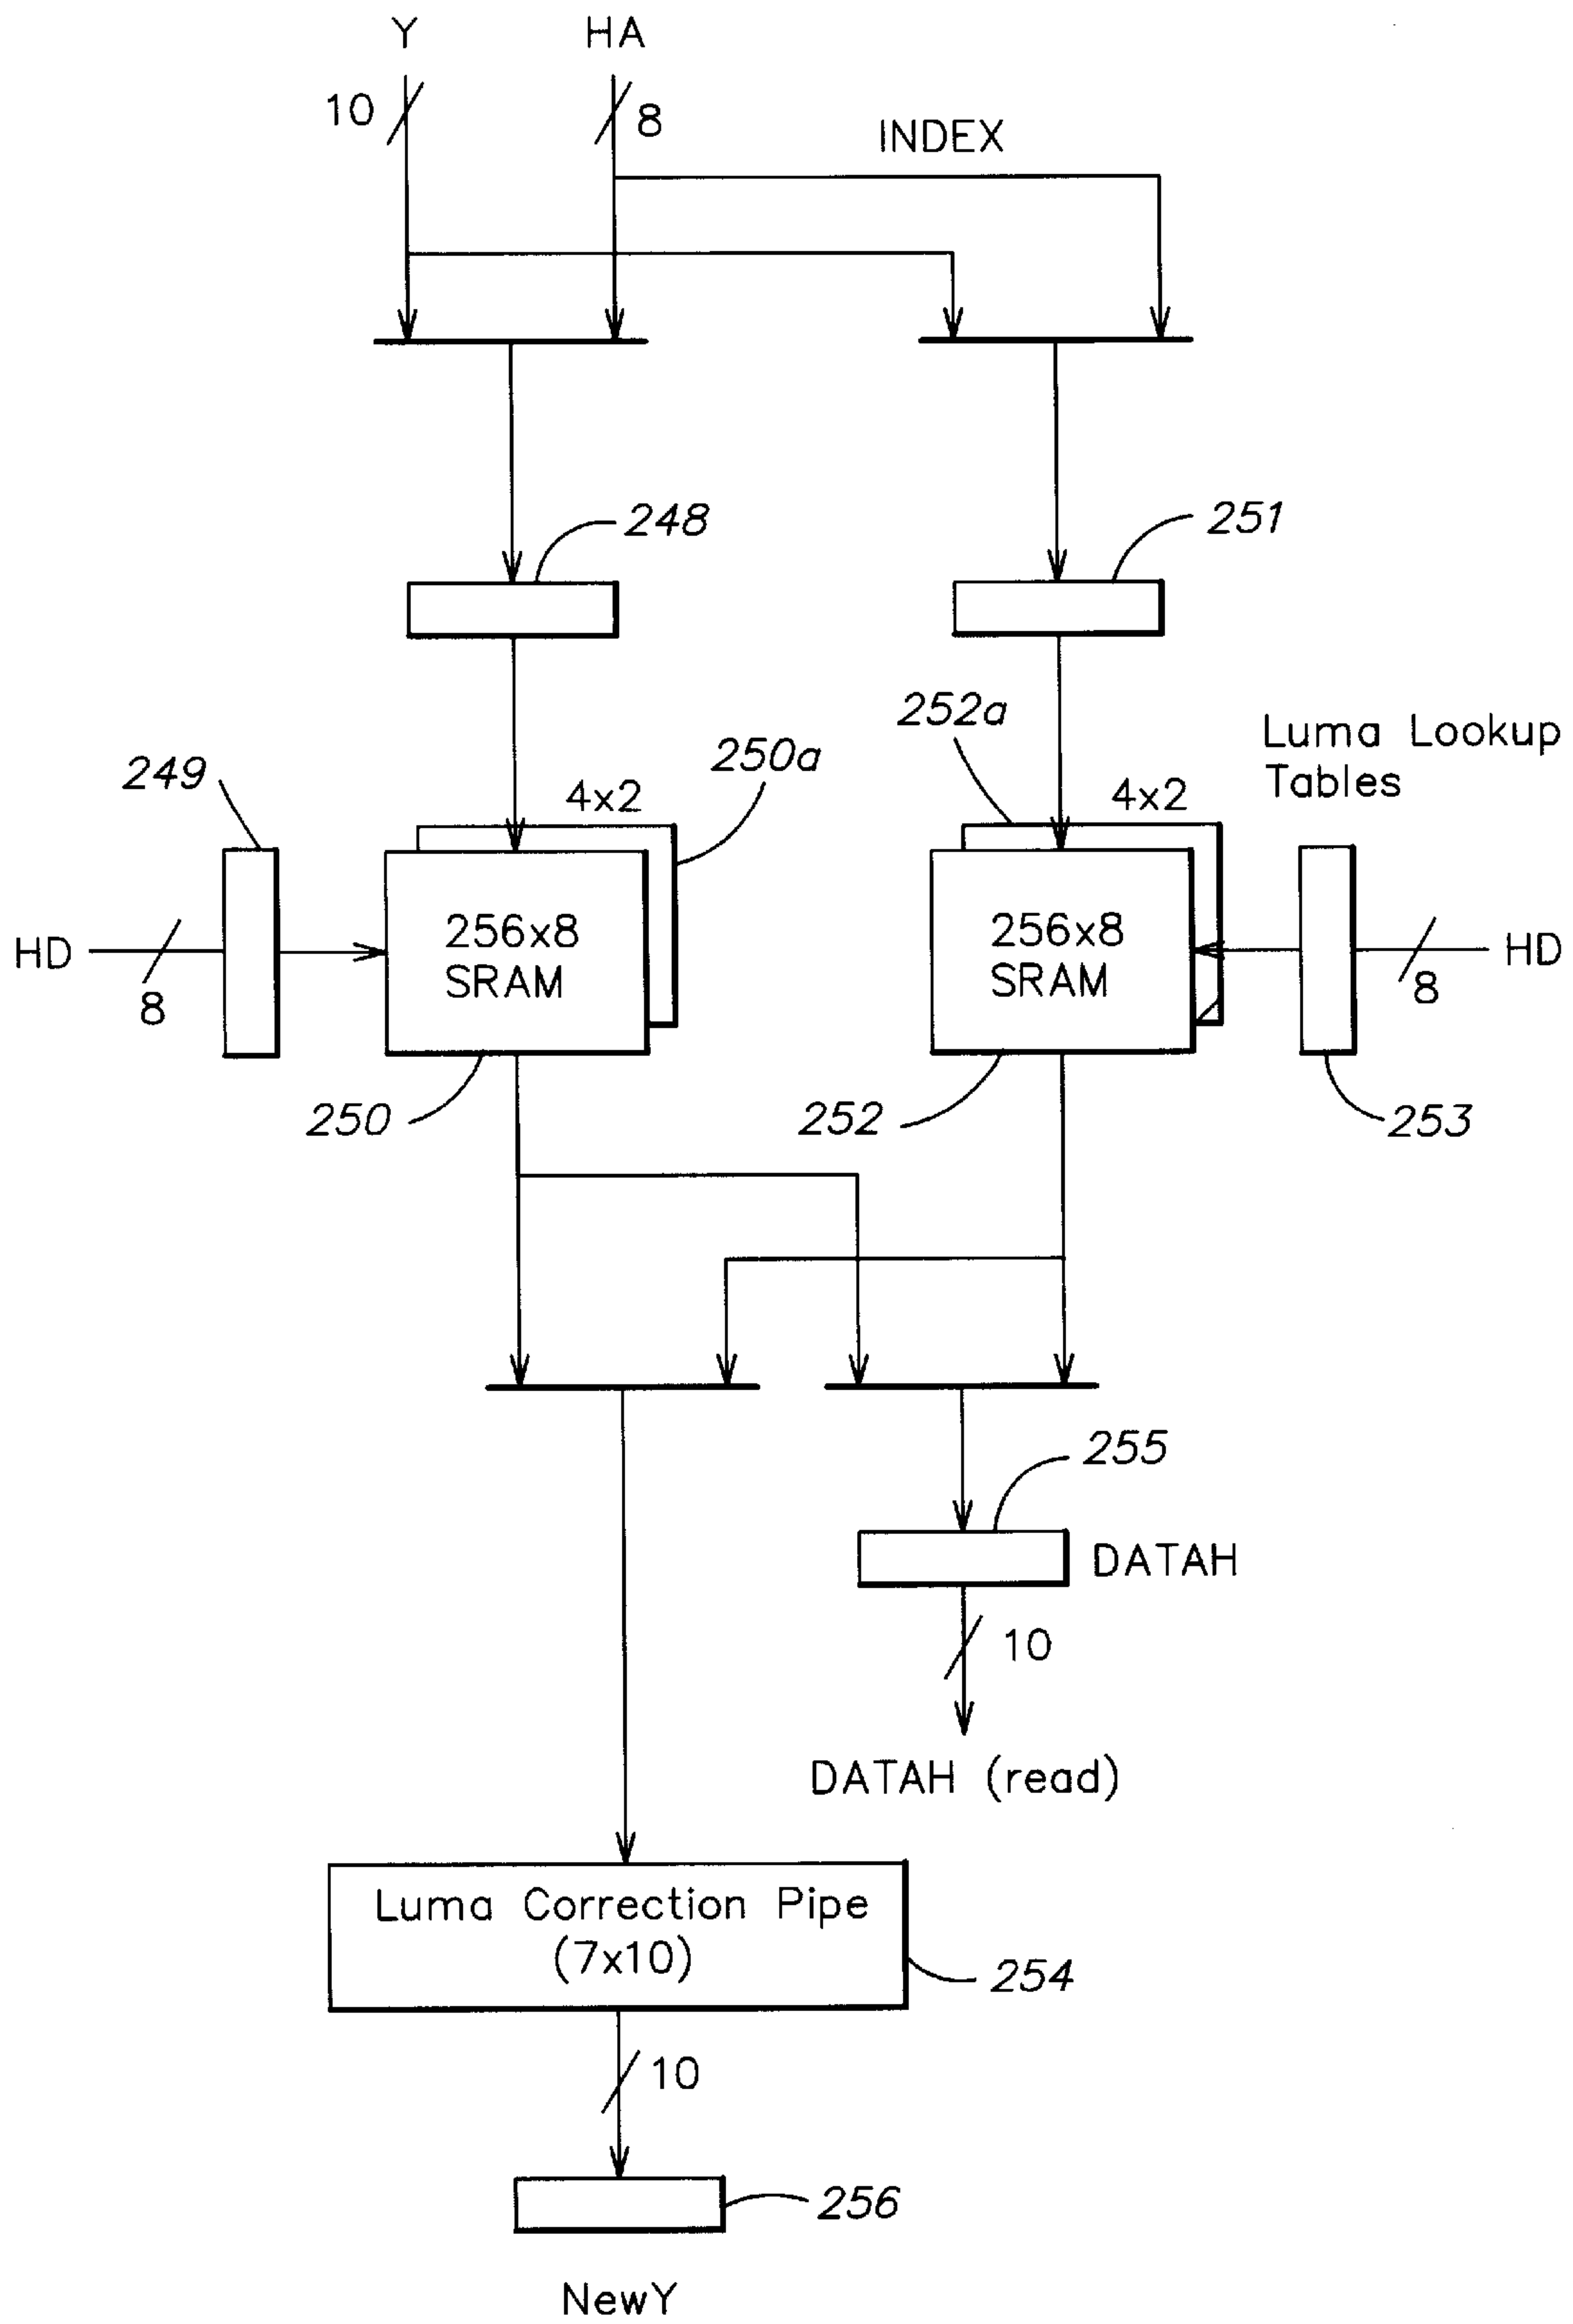 Y
HA
10
8
INDEX
248
251
252a
Luma Lookup
Tables
250a
249
4x2
4x2
256x8
SRAM
256x8
SRAM
HD
HD
8
8
250
252
253
255
DATAH
10
DATAH (read)
Luma Correction Pipe
(7x10)
254
10
256
NewY